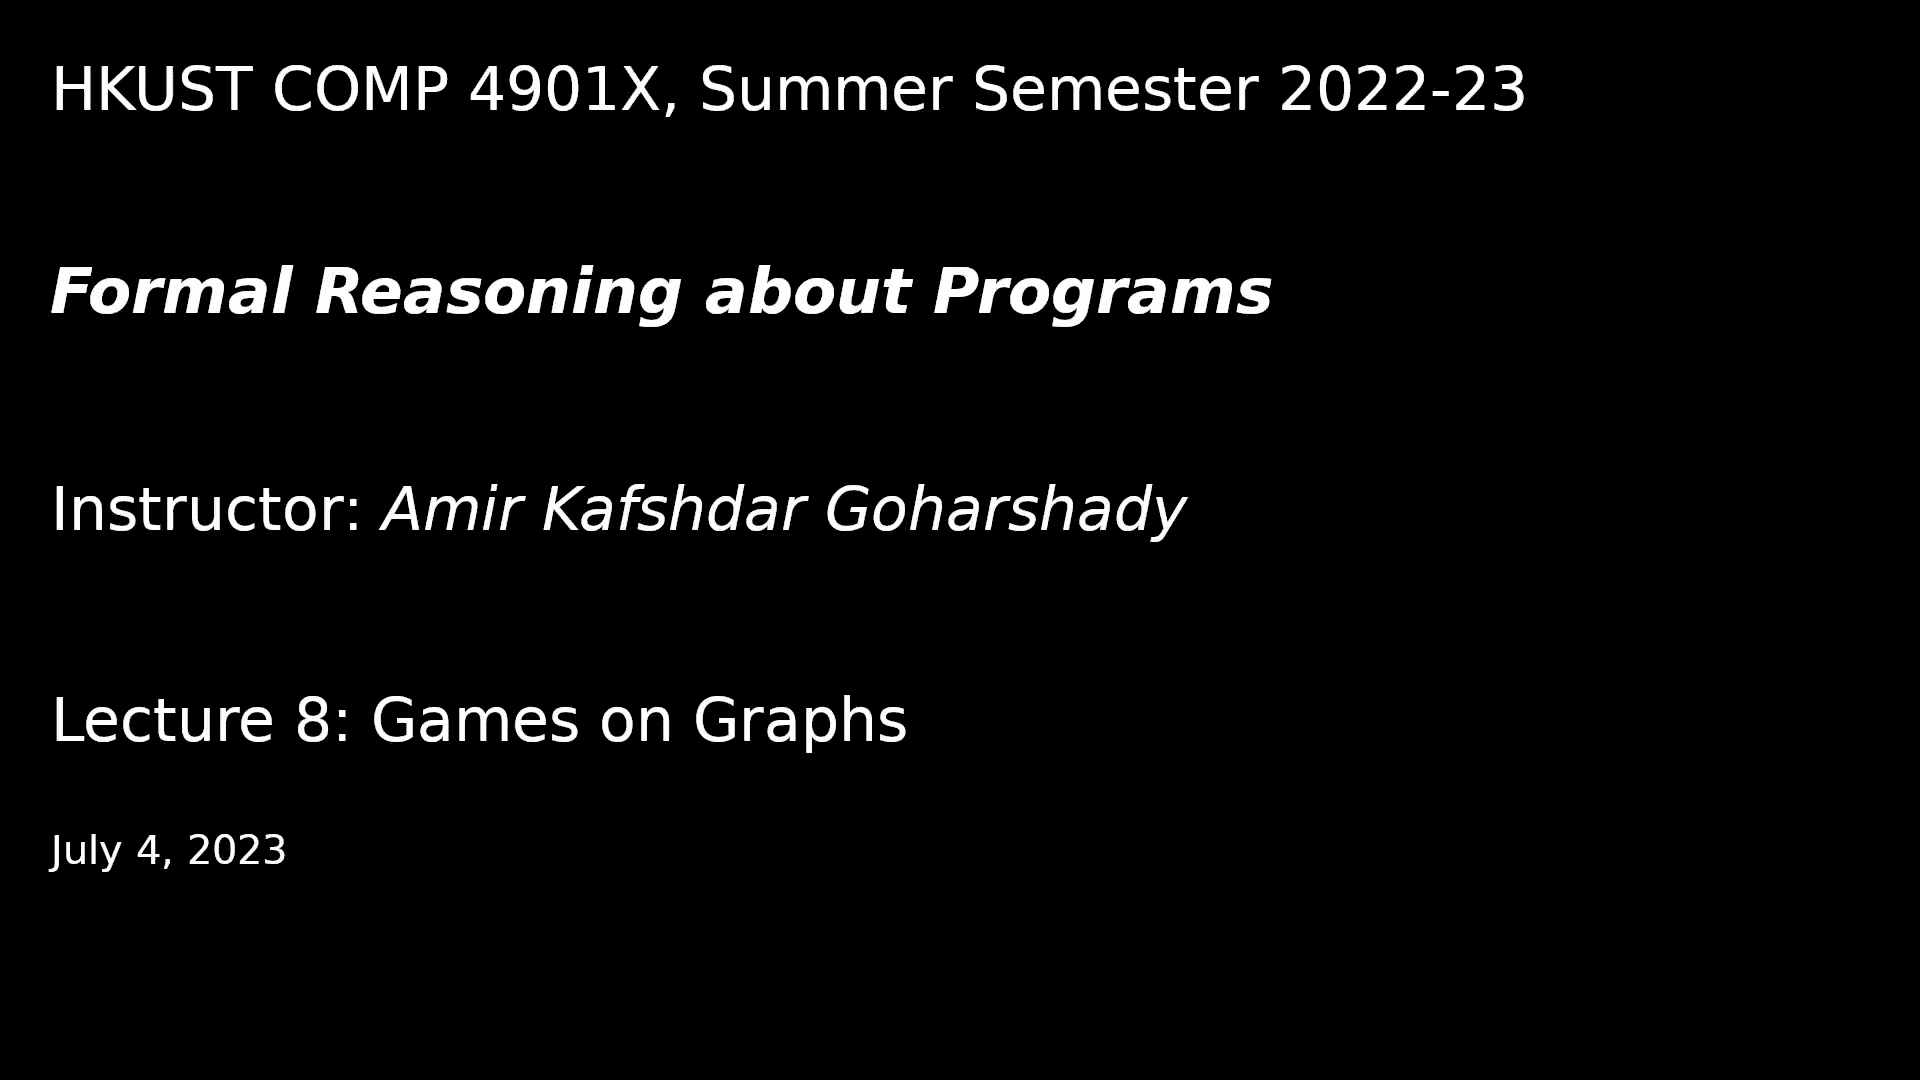 HKUST COMP 4901X, Summer Semester 2022-23
Formal Reasoning about Programs
Instructor: Amir Kafshdar Goharshady
Lecture 8: Games on Graphs
July 4, 2023